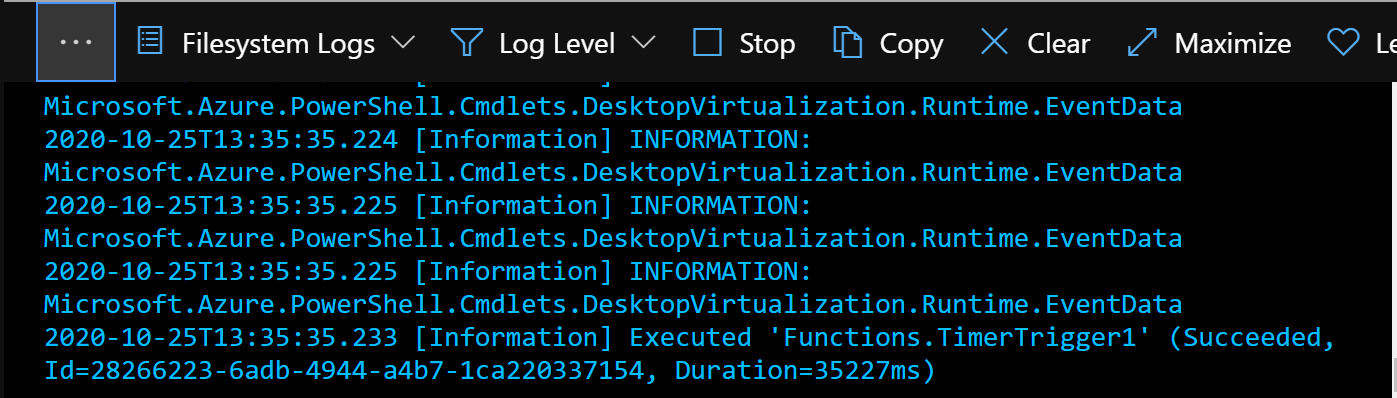 ... Filesystem Logs Log Level Stop Copy Clear Maximize Le
Microsoft.Azure.PowerShell.Cmdlets.DesktopVirtualization.Runtime.EventData
2020-10-25T13:35:35.224 [Information] INFORMATION:
Microsoft.Azure.PowerShell.Cmdlets.DesktopVirtualization.Runtime.EventData
2020-10-25T13:35:35.225 [Information] INFORMATION:
Microsoft.Azure.PowerShell.Cmdlets.DesktopVirtualization.Runtime.EventData
2020-10-25T13:35:35.225 [Information] INFORMATION:
Microsoft.Azure.PowerShell.Cmdlets.DesktopVirtualization.Runtime.EventData
2020-10-25T13:35:35.233 [Information] Executed 'Functions.TimerTrigger1' (Succeeded,
Id=28266223-6adb-4944-a4b7-1ca220337154, Duration=35227ms)